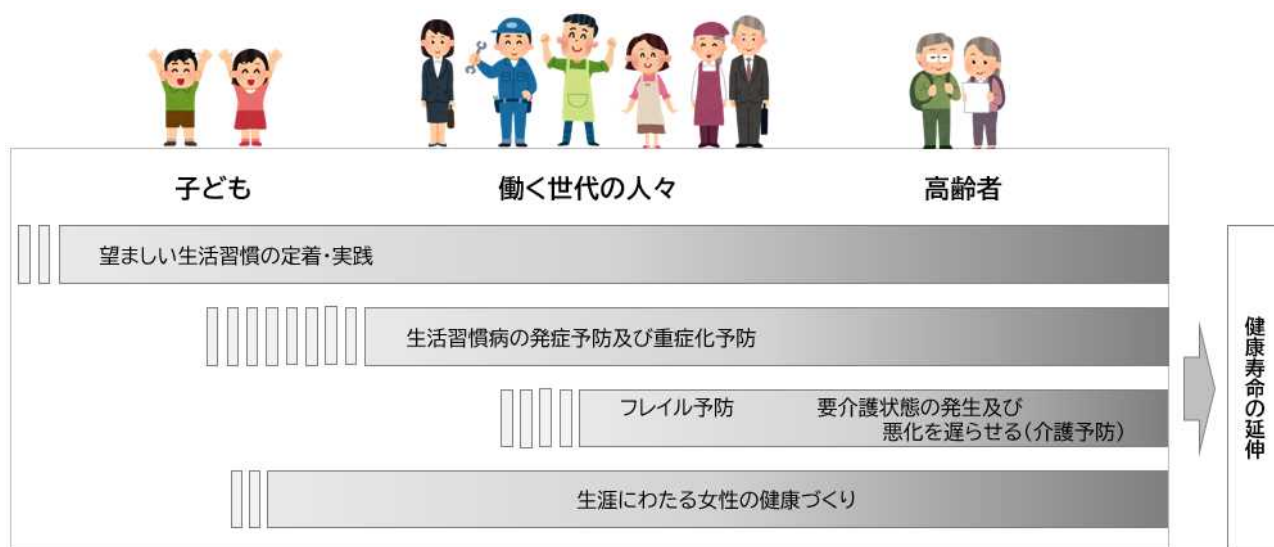 子ども
働く世代の人々
高齢者
望ましい生活習慣の定着・実践
生活習慣病の発症予防及び重症化予防
フレイル予防
要介護状態の発生及び
悪化を遅らせる(介護予防)
生涯にわたる女性の健康づくり
健康寿命の延伸